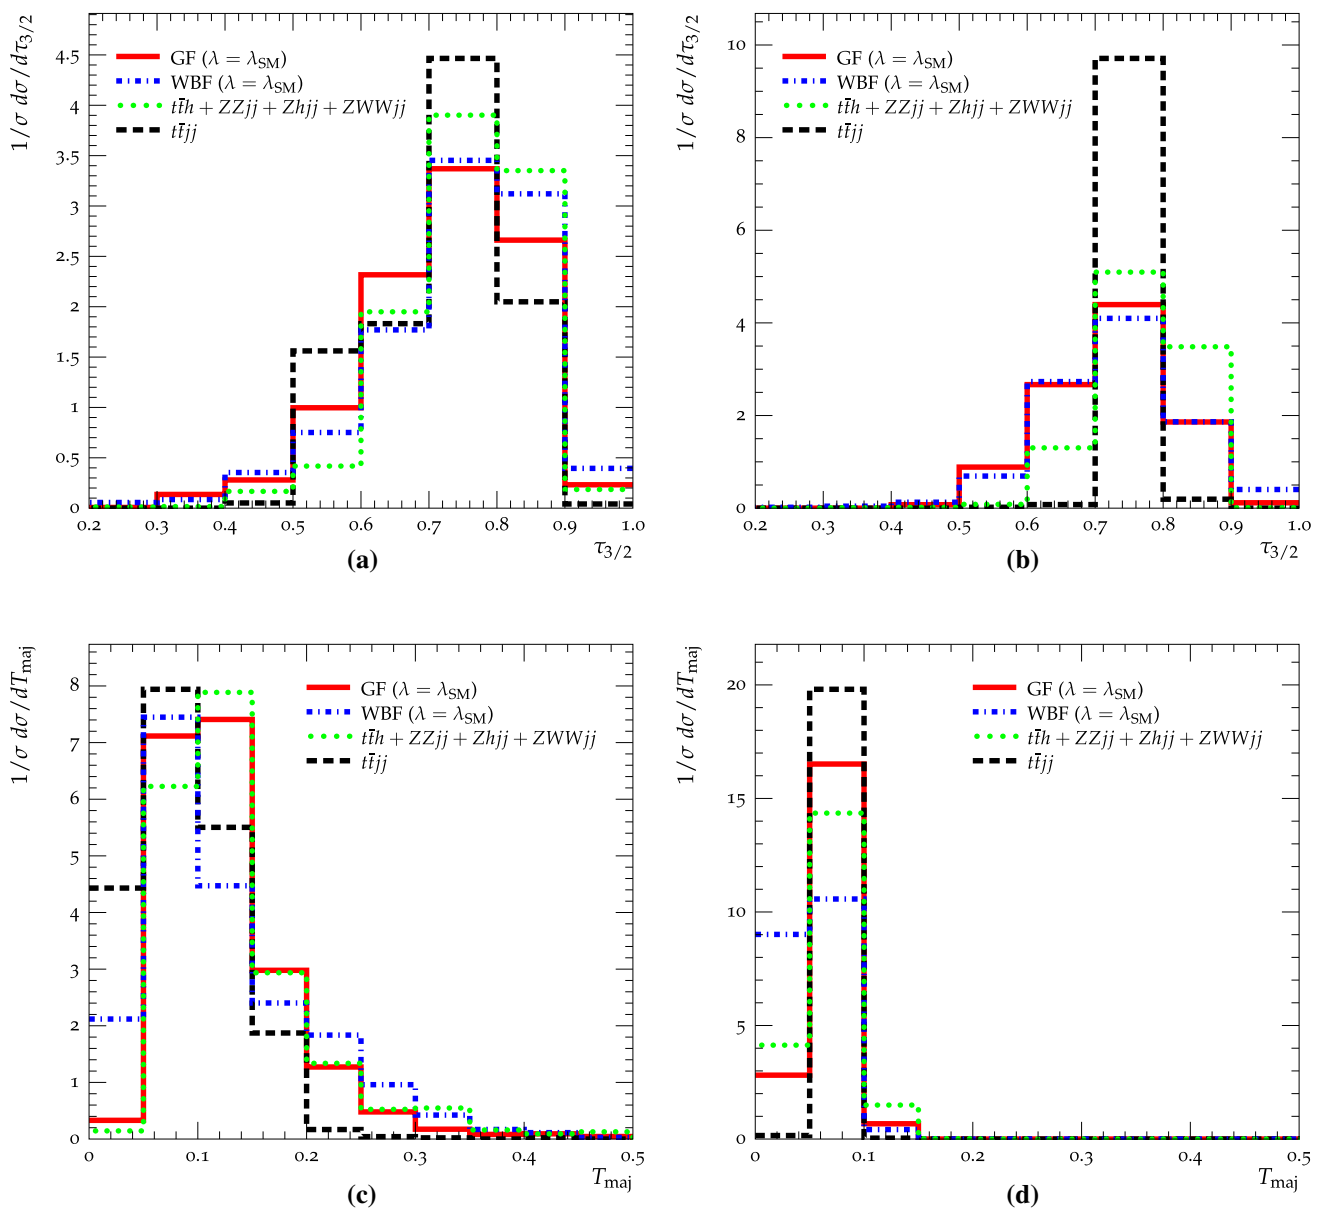 1/σ dσ/dτ3/2
4.5
4
3.5
3
2.5
2
1.5
1
0.5
0
GF (λ = λSM)
WBF (λ = λSM)
tt̄h + ZZjj + Zhjj + ZWWjj
tt̄jj
0.2 0.3 0.4 0.5 0.6 0.7 0.8 0.9 1.0
τ3/2
(a)
1/σ dσ/dτ3/2
10
8
6
4
2
0
GF (λ = λSM)
WBF (λ = λSM)
tt̄h + ZZjj + Zhjj + ZWWjj
tt̄jj
0.2 0.3 0.4 0.5 0.6 0.7 0.8 0.9 1.0
τ3/2
(b)
1/σ dσ/dTmaj
8
7
6
5
4
3
2
1
0
GF (λ = λSM)
WBF (λ = λSM)
tt̄h + ZZjj + Zhjj + ZWWjj
tt̄jj
0 0.1 0.2 0.3 0.4 0.5
Tmaj
(c)
1/σ dσ/dTmaj
20
15
10
5
0
GF (λ = λSM)
WBF (λ = λSM)
tt̄h + ZZjj + Zhjj + ZWWjj
tt̄jj
0 0.1 0.2 0.3 0.4 0.5
Tmaj
(d)